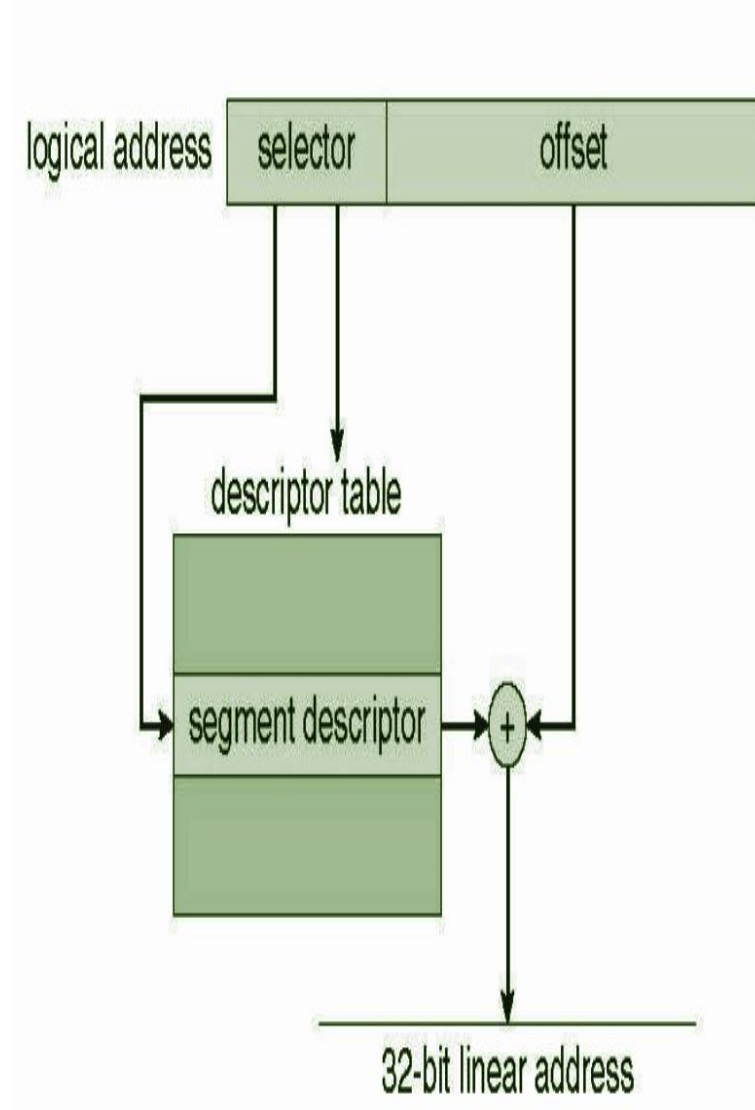 logical address selector offset
descriptor table
segment descriptor +
32-bit linear address